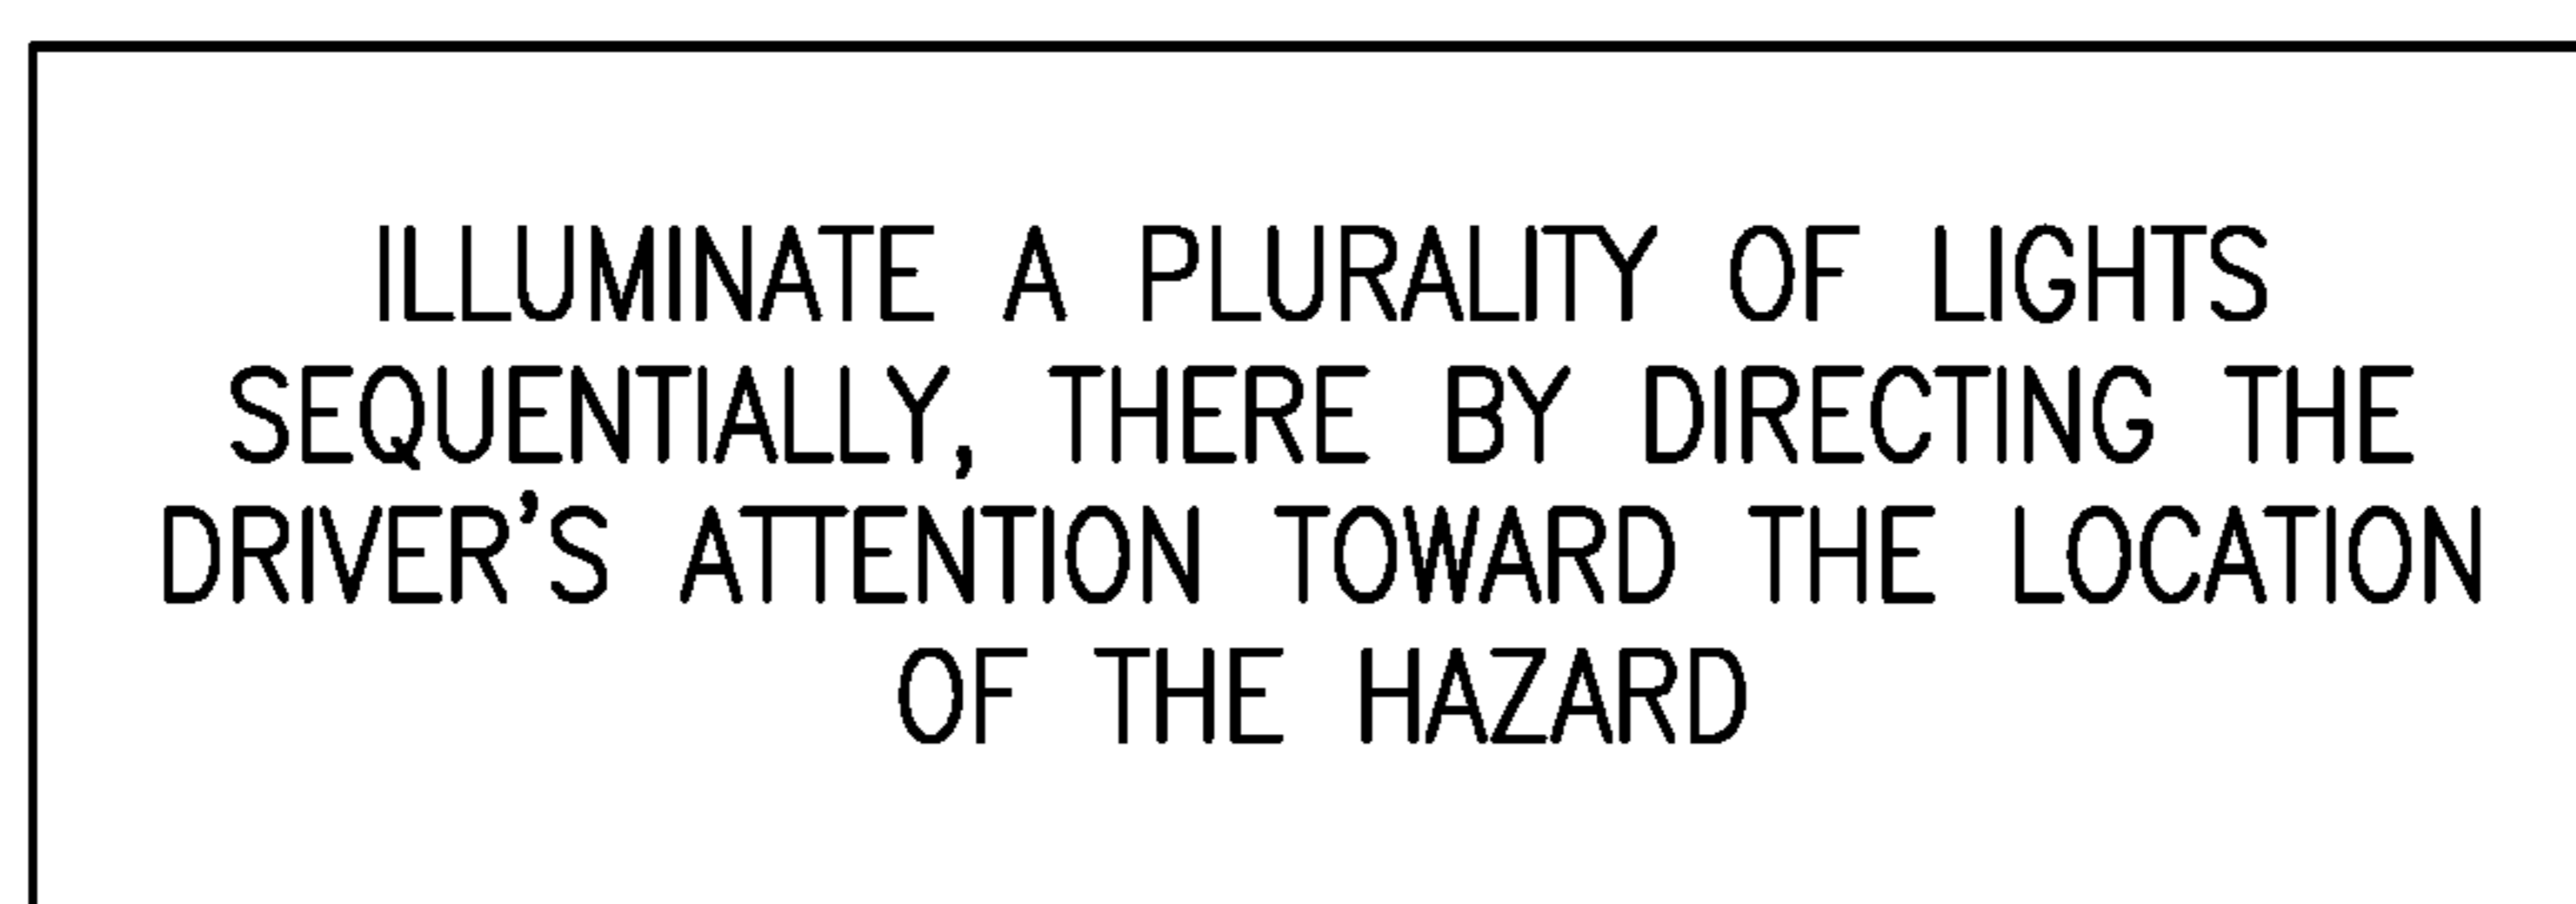 ILLUMINATE A PLURALITY OF LIGHTS
SEQUENTIALLY, THERE BY DIRECTING THE
DRIVER'S ATTENTION TOWARD THE LOCATION
OF THE HAZARD